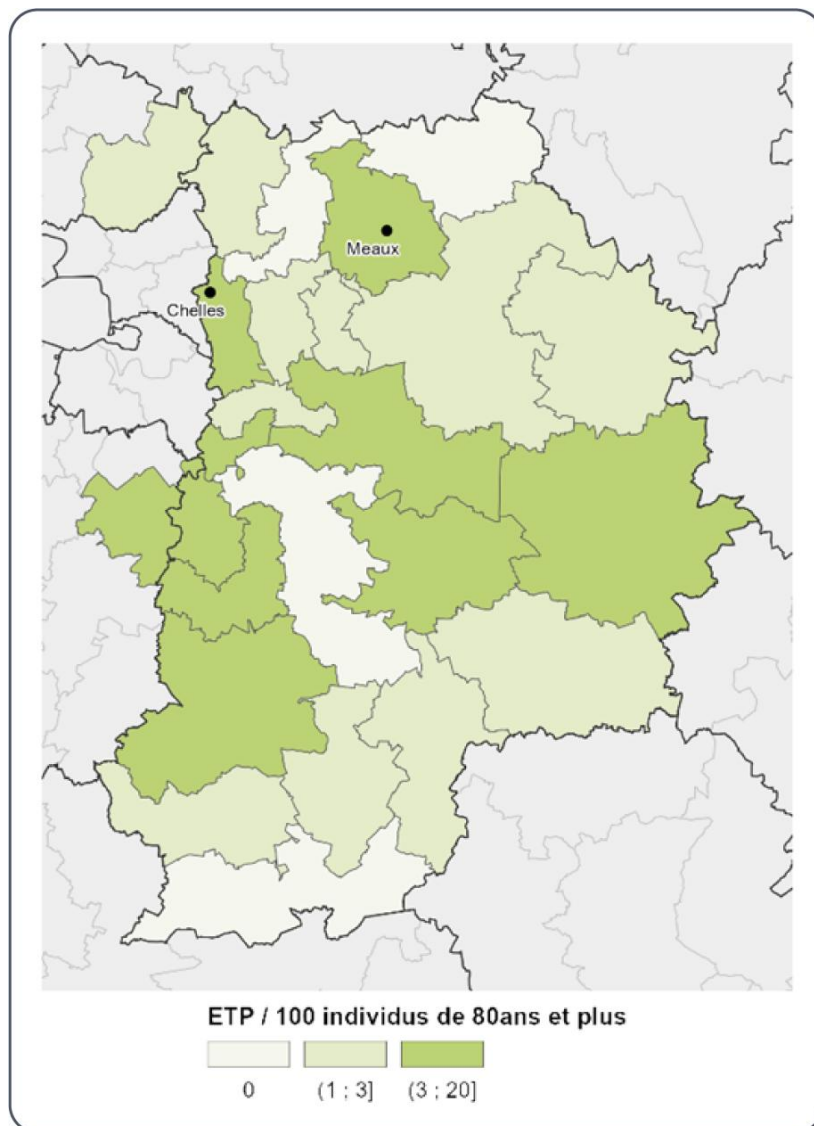 Meaux
Chelles
ETP / 100 individus de 80ans et plus
0
(1 ; 3]
(3 ; 20]